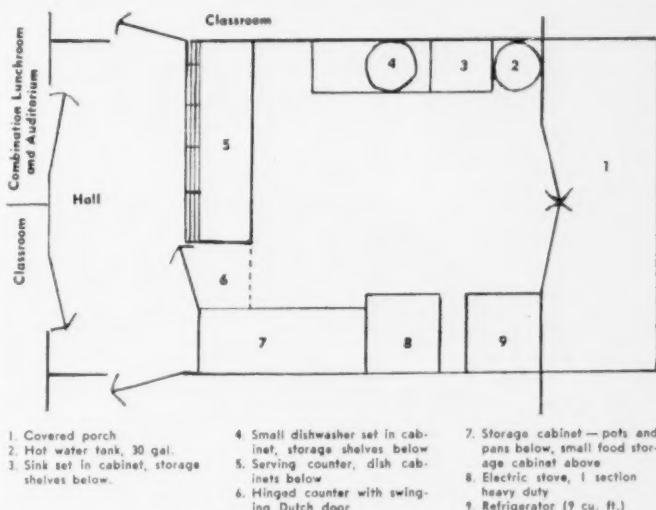 Classroom
Combination Lunchroom
and Auditorium
Classroom
Hall
1
2
3
4
5
6
7
8
9
1. Covered porch
2. Hot water tank, 30 gal.
3. Sink set in cabinet, storage
shelves below.
4. Small dishwasher set in cab-
inet, storage shelves below
5. Serving counter, dish cab-
inets below
6. Hinged counter with swing-
ing Dutch door
7. Storage cabinet — pots and
pans below, small food stor-
age cabinet above
8. Electric stove, 1 section
heavy duty
9. Refrigerator (9 cu. ft.)